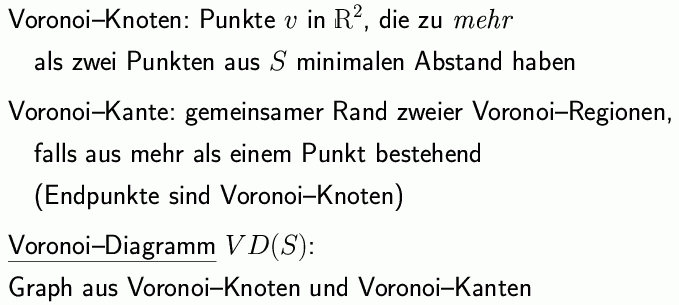 Voronoi–Knoten: Punkte v in ℝ², die zu mehr
als zwei Punkten aus S minimalen Abstand haben
Voronoi–Kante: gemeinsamer Rand zweier Voronoi–Regionen,
falls aus mehr als einem Punkt bestehend
(Endpunkte sind Voronoi–Knoten)
Voronoi–Diagramm VD(S):
Graph aus Voronoi–Knoten und Voronoi–Kanten